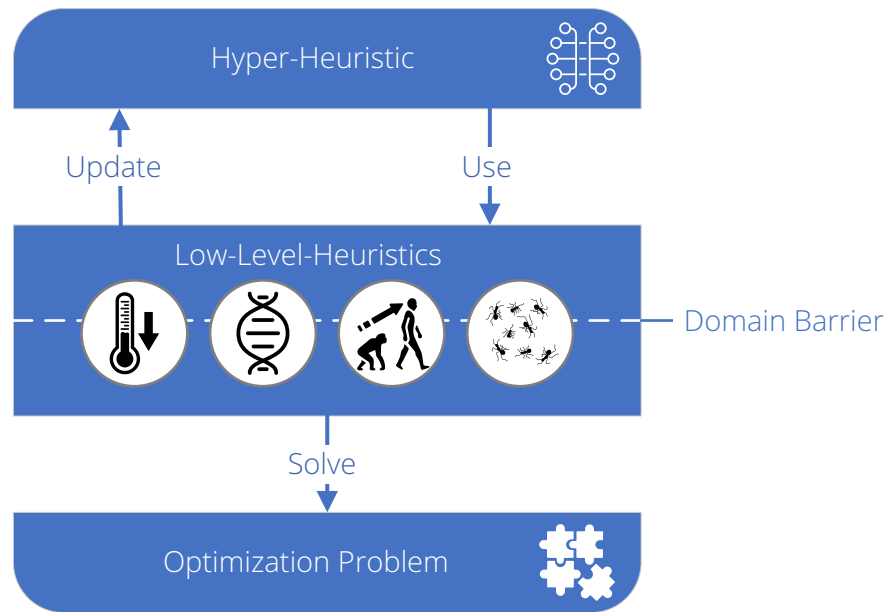 Hyper-Heuristic
Update
Use
Low-Level-Heuristics
Domain Barrier
Solve
Optimization Problem